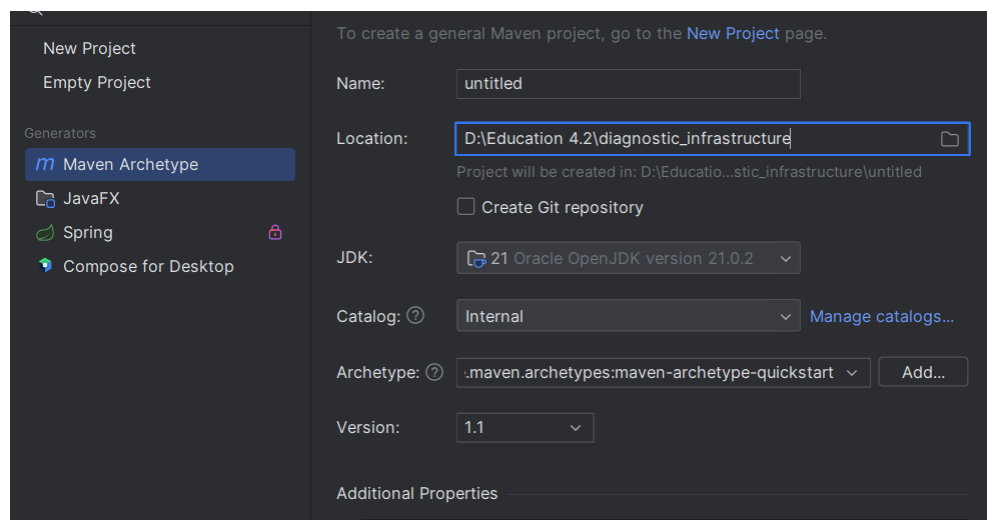 New Project
Empty Project
Generators
Maven Archetype
JavaFX
Spring
Compose for Desktop
To create a general Maven project, go to the New Project page.
Name: untitled
Location: D:\Education 4.2\diagnostic_infrastructure
Project will be created in: D:\Educatio...stic_infrastructure\untitled
Create Git repository
JDK: 21 Oracle OpenJDK version 21.0.2
Catalog: ? Internal Manage catalogs...
Archetype: ? .maven.archetypes:maven-archetype-quickstart Add...
Version: 1.1
Additional Properties